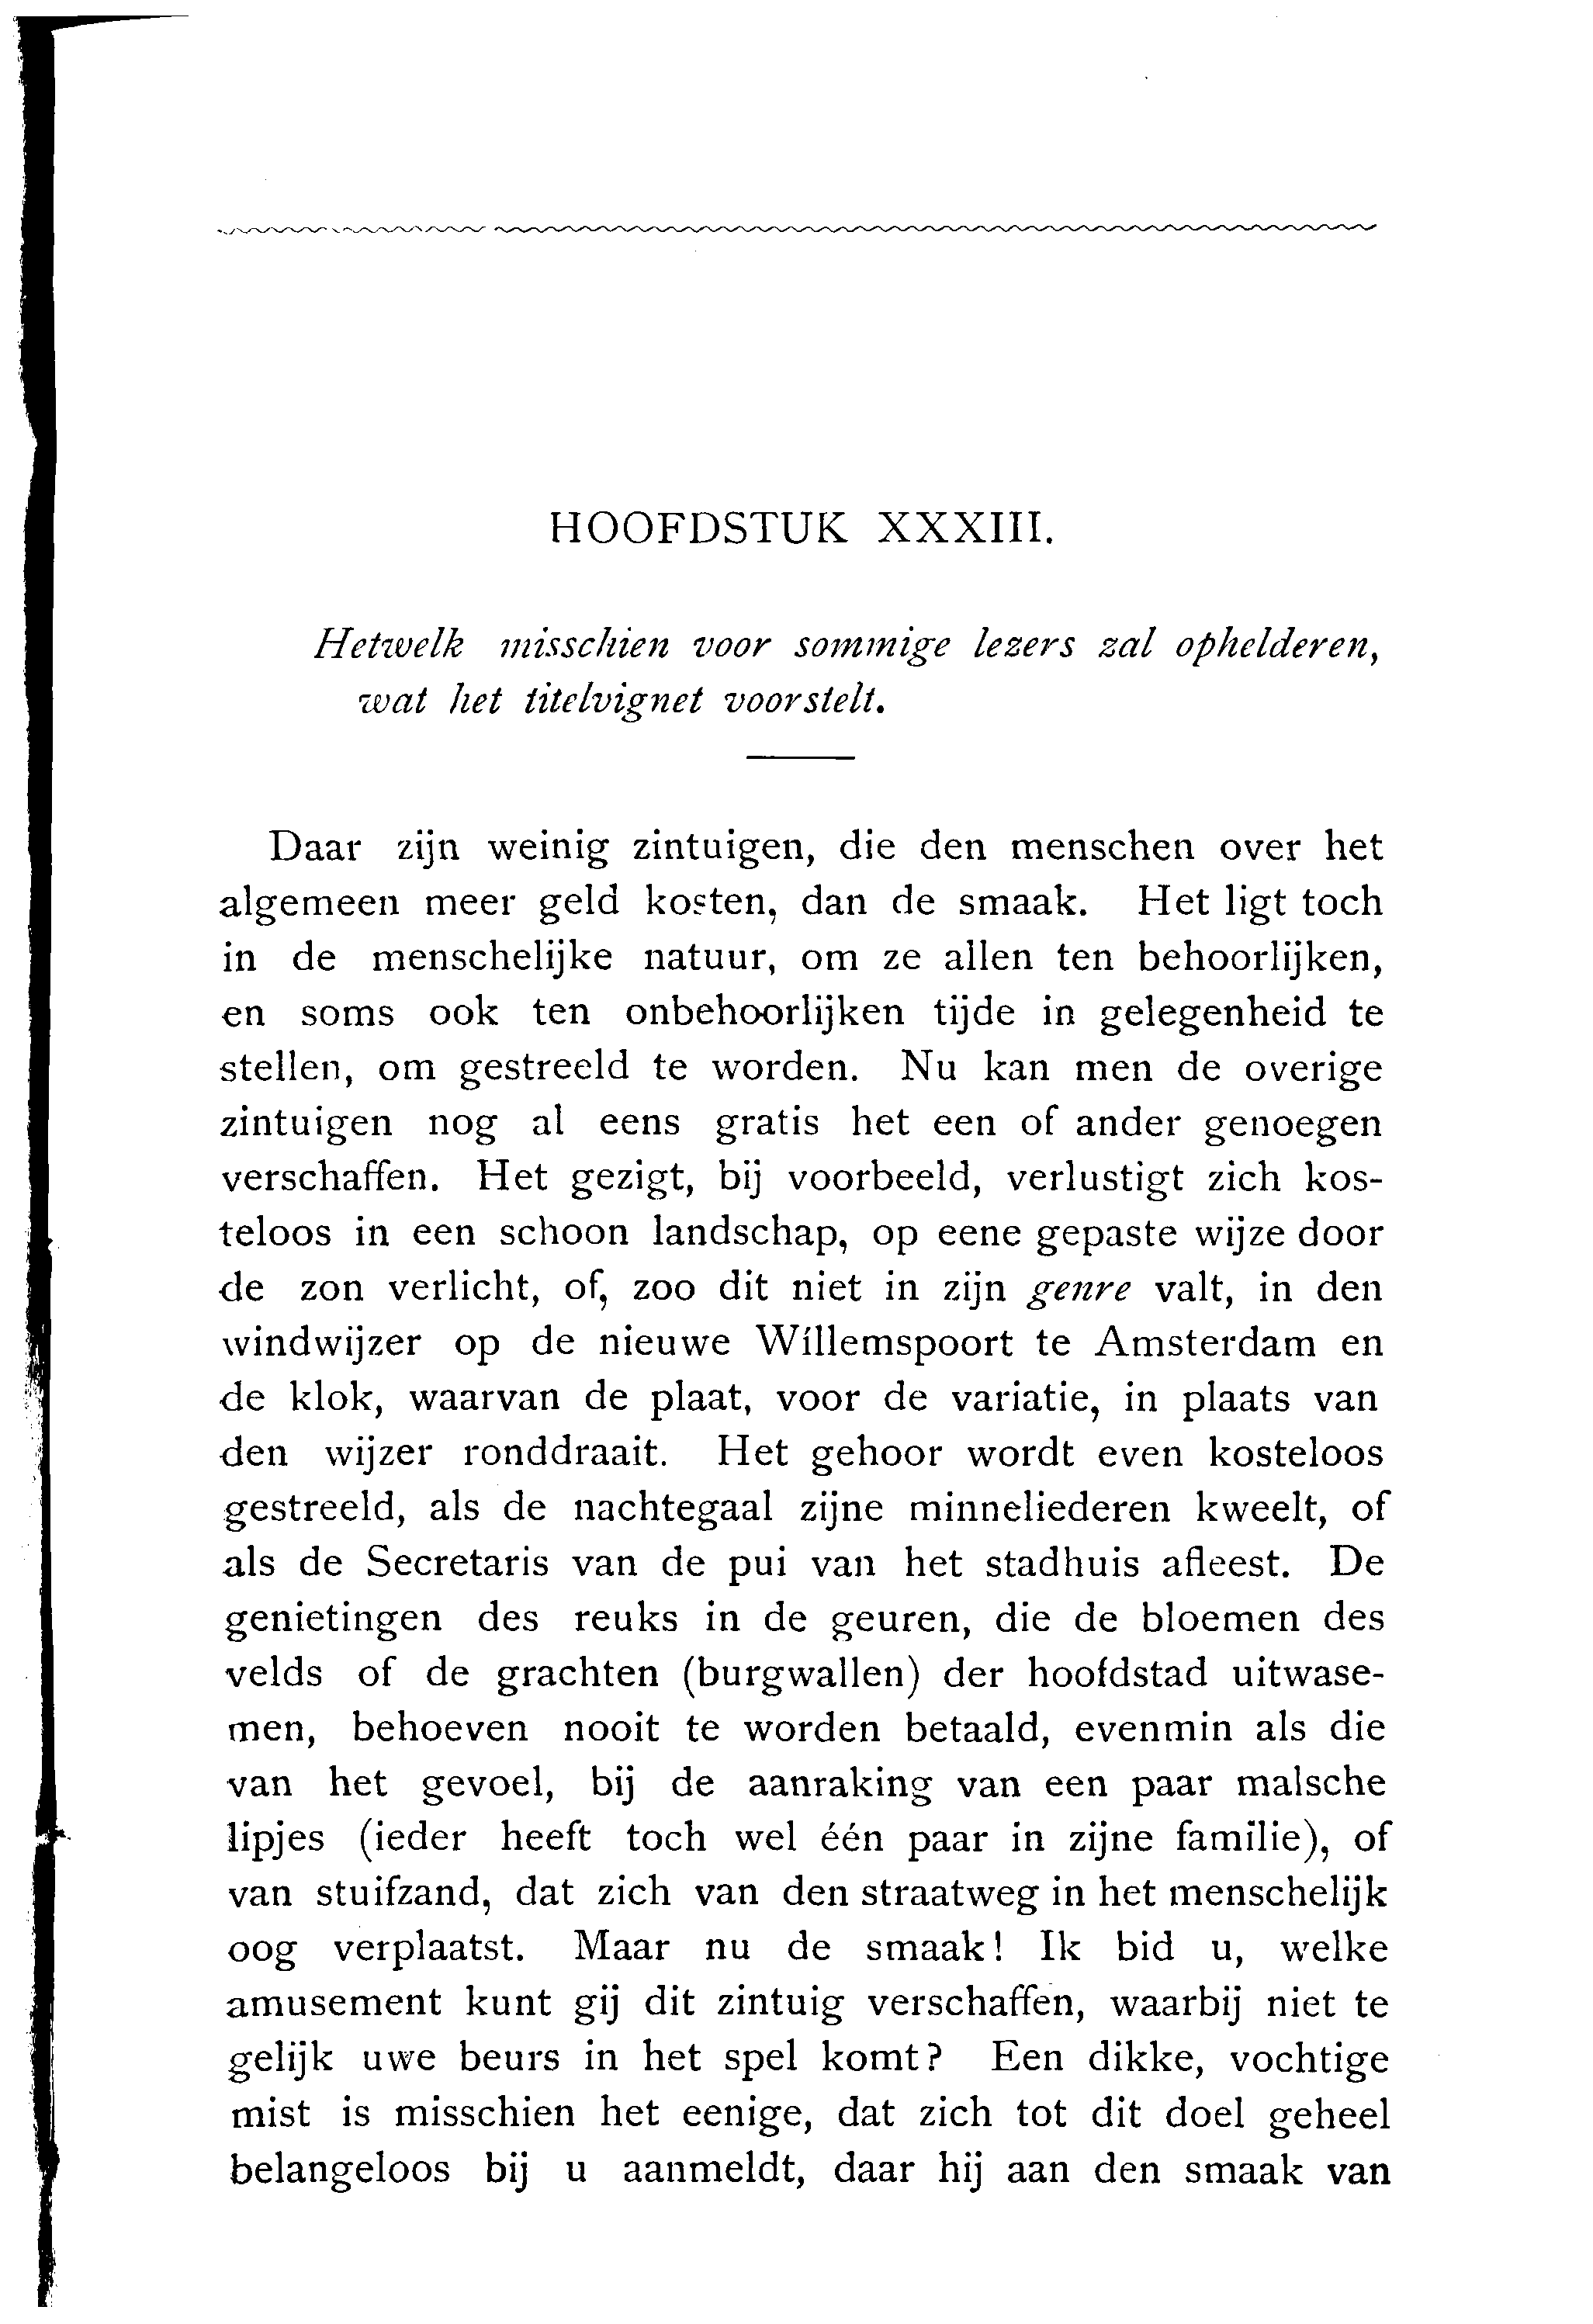 HOOFDSTUK XXXIII.
Hetwelk misschien voor sommige lezers zal ophelderen,
wat het titelvignet voorstelt.
Daar zijn weinig zintuigen, die den menschen over het
algemeen meer geld kosten, dan de smaak. Het ligt toch
in de menschelijke natuur, om ze allen ten behoorlijken,
en soms ook ten onbehoorlijken tijde in gelegenheid te
stellen, om gestreeld te worden. Nu kan men de overige
zintuigen nog al eens gratis het een of ander genoegen
verschaffen. Het gezigt, bij voorbeeld, verlustigt zich kos-
teloos in een schoon landschap, op eene gepaste wijze door
de zon verlicht, of, zoo dit niet in zijn genre valt, in den
windwijzer op de nieuwe Willemspoort te Amsterdam en
de klok, waarvan de plaat, voor de variatie, in plaats van
den wijzer ronddraait. Het gehoor wordt even kosteloos
gestreeld, als de nachtegaal zijne minneliederen kweelt, of
als de Secretaris van de pui van het stadhuis afleest. De
genietingen des reuks in de geuren, die de bloemen des
velds of de grachten (burgwallen) der hoofdstad uitwase-
men, behoeven nooit te worden betaald, evenmin als die
van het gevoel, bij de aanraking van een paar malsche
lipjes (ieder heeft toch wel één paar in zijne familie), of
van stuifzand, dat zich van den straatweg in het menschelijk
oog verplaatst. Maar nu de smaak! Ik bid u, welke
amusement kunt gij dit zintuig verschaffen, waarbij niet te
gelijk uwe beurs in het spel komt? Een dikke, vochtige
mist is misschien het eenige, dat zich tot dit doel geheel
belangeloos bij u aanmeldt, daar hij aan den smaak van